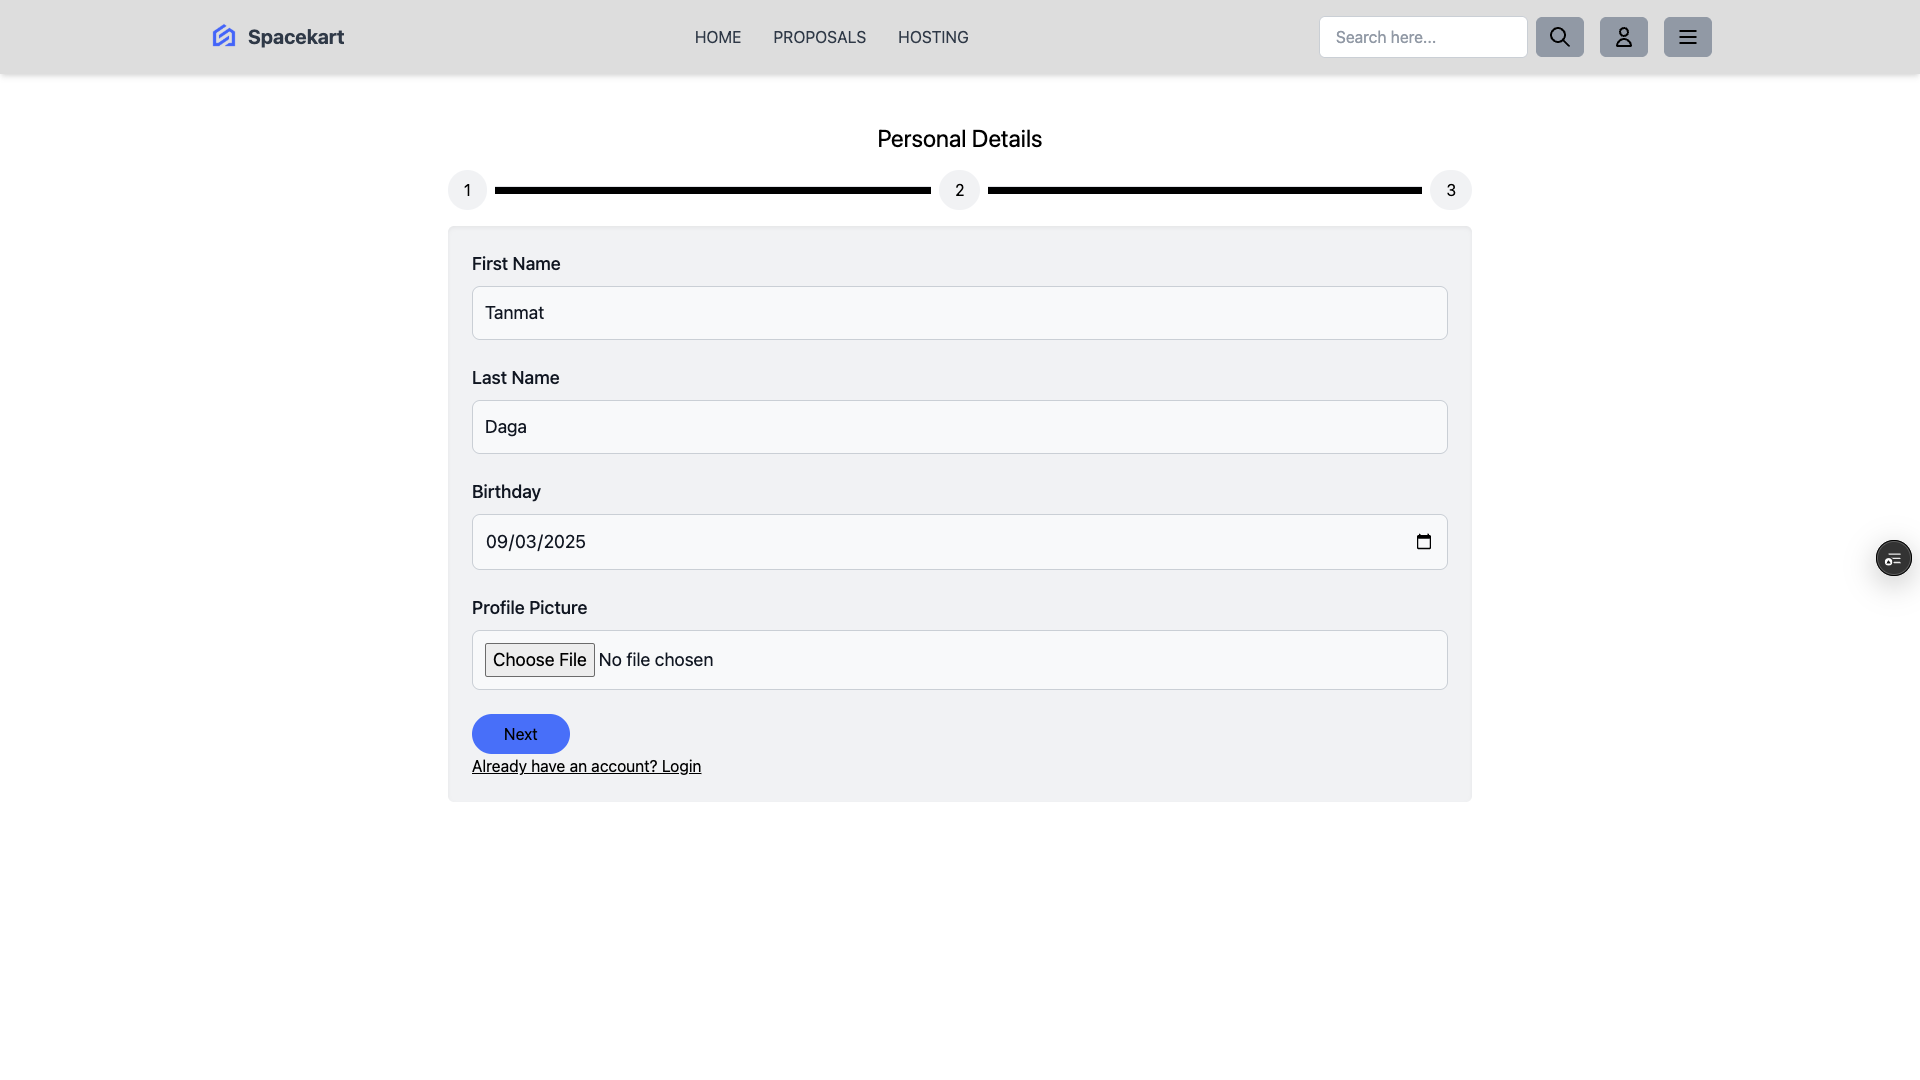 Spacekart
HOME PROPOSALS HOSTING
Search here...
Personal Details
1 2 3
First Name
Tanmat
Last Name
Daga
Birthday
09/03/2025
Profile Picture
Choose File No file chosen
Next
Already have an account? Login